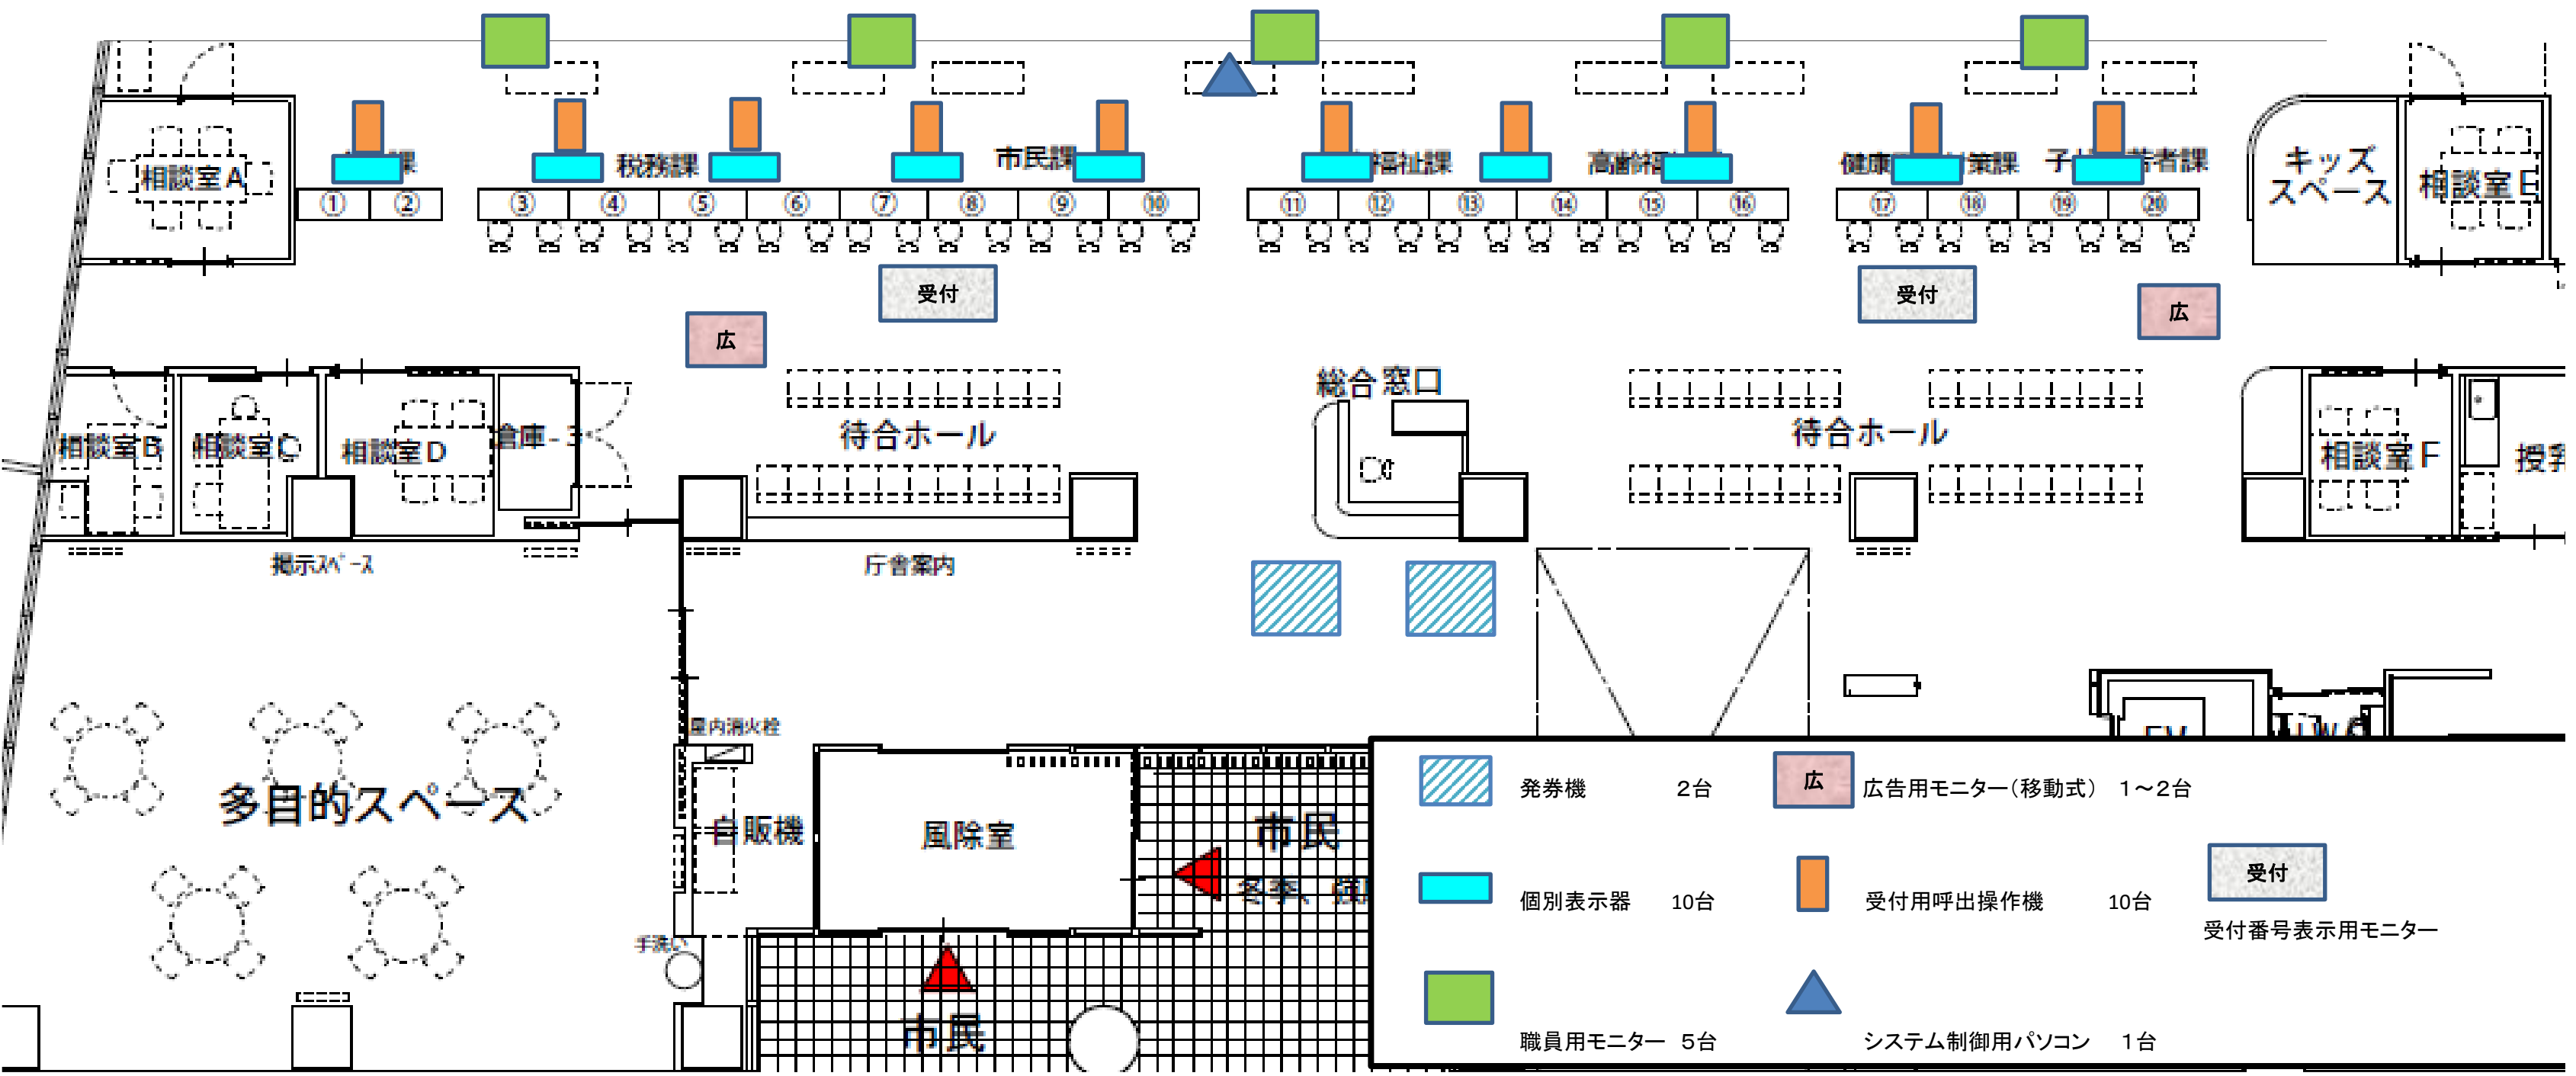 課
税務課
市民課
福祉課
高齢福
健康
策課
子
若者課
キッズ
スペース
相談室A
相談室E
① ②
③ ④ ⑤ ⑥ ⑦ ⑧ ⑨ ⑩
⑪ ⑫ ⑬ ⑭ ⑮ ⑯
⑰ ⑱ ⑲ ⑳
受付
受付
広
広
総合窓口
相談室B
相談室C
相談室D
倉庫-3
待合ホール
待合ホール
相談室F
授乳
掲示スペース
庁舎案内
屋内消火栓
多目的スペース
自販機
風除室
市民
冬季、強
手洗い
市民
EV
発券機 2台
広 広告用モニター(移動式) 1~2台
個別表示器 10台
受付用呼出操作機 10台
受付
受付番号表示用モニター
職員用モニター 5台
システム制御用パソコン 1台